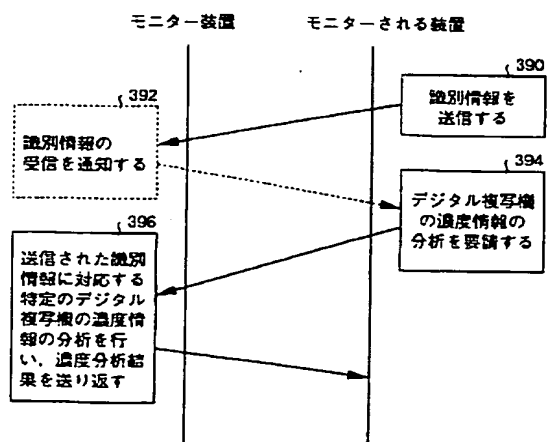 モニター装置
モニターされる装置
390
識別情報を
送信する
392
識別情報の
受信を通知する
394
デジタル複写機
の濃度情報の
分析を要請する
396
送信された識別
情報に対応する
特定のデジタル
複写機の濃度情
報の分析を行
い、濃度分析結
果を送り返す